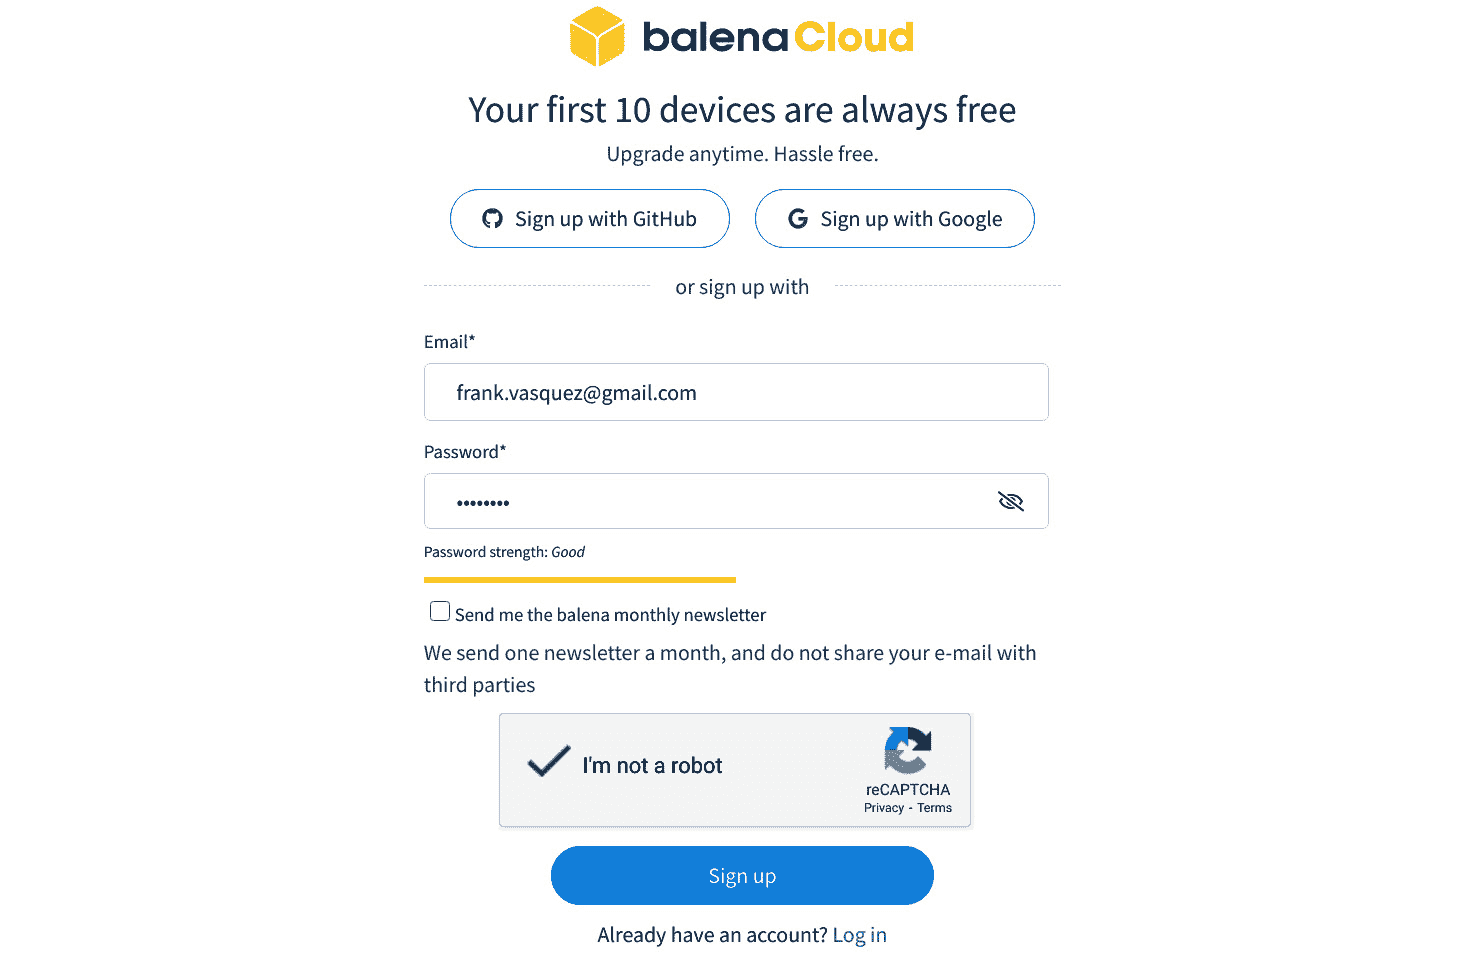 balenaCloud
Your first 10 devices are always free
Upgrade anytime. Hassle free.
Sign up with GitHub
Sign up with Google
or sign up with
Email*
frank.vasquez@gmail.com
Password*
••••••••
Password strength: Good
Send me the balena monthly newsletter
We send one newsletter a month, and do not share your e-mail with
third parties
I'm not a robot
reCAPTCHA
Privacy - Terms
Sign up
Already have an account? Log in